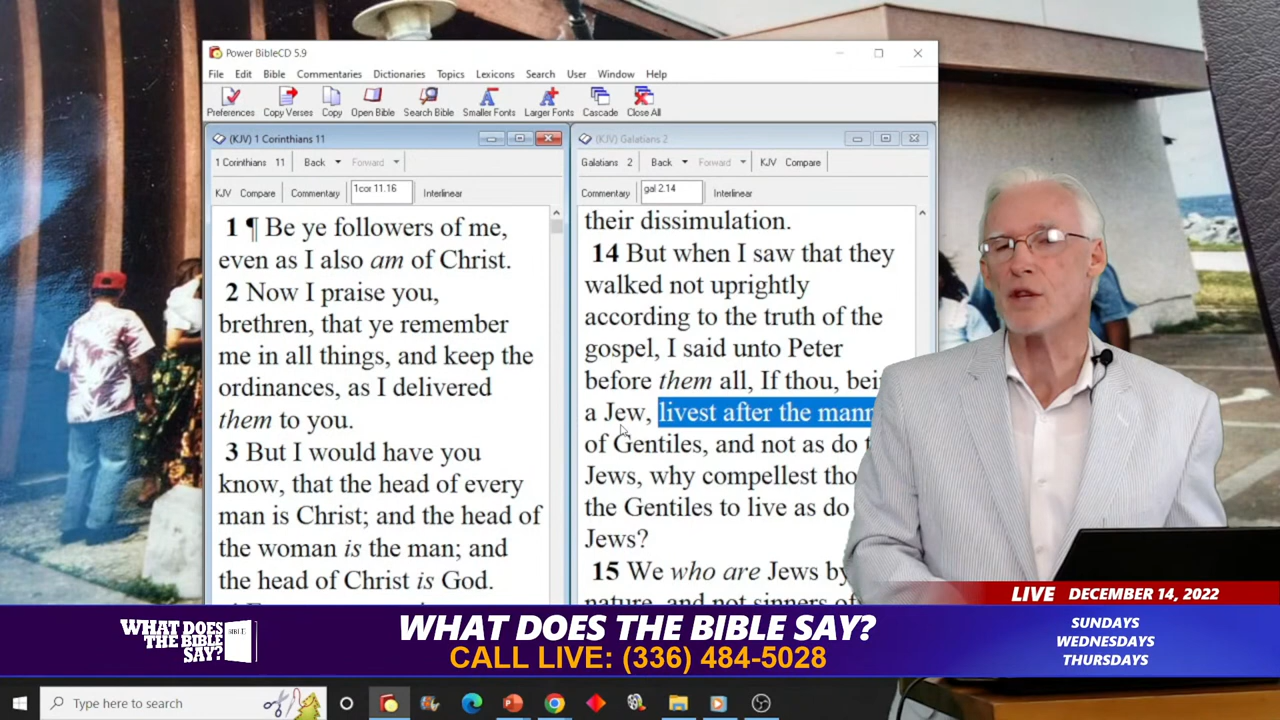 Power BibleCD 5.9
File Edit Bible Commentaries Dictionaries Topics Lexicons Search User Window Help
Preferences Copy Verses Copy Open Bible Search Bible Smaller Fonts Larger Fonts Cascade Close All
(KJV) 1 Corinthians 11
1 Corinthians 11 Back Forward
KJV Compare Commentary 1cor 11.16 Interlinear
1 ¶ Be ye followers of me,
even as I also am of Christ.
2 Now I praise you,
brethren, that ye remember
me in all things, and keep the
ordinances, as I delivered
them to you.
3 But I would have you
know, that the head of every
man is Christ; and the head of
the woman is the man; and
the head of Christ is God.
(KJV) Galatians 2
Galatians 2 Back Forward KJV Compare
Commentary gal 2.14 Interlinear
their dissimulation.
14 But when I saw that they
walked not uprightly
according to the truth of the
gospel, I said unto Peter
before them all, If thou, bei
a Jew, livest after the mann
of Gentiles, and not as do t
Jews, why compellest tho
the Gentiles to live as do
Jews?
15 We who are Jews by
nature, and not sinners of
LIVE DECEMBER 14, 2022
WHAT DOES
THE BIBLE
SAY?
BIBLE
WHAT DOES THE BIBLE SAY?
CALL LIVE: (336) 484-5028
SUNDAYS
WEDNESDAYS
THURSDAYS
Type here to search